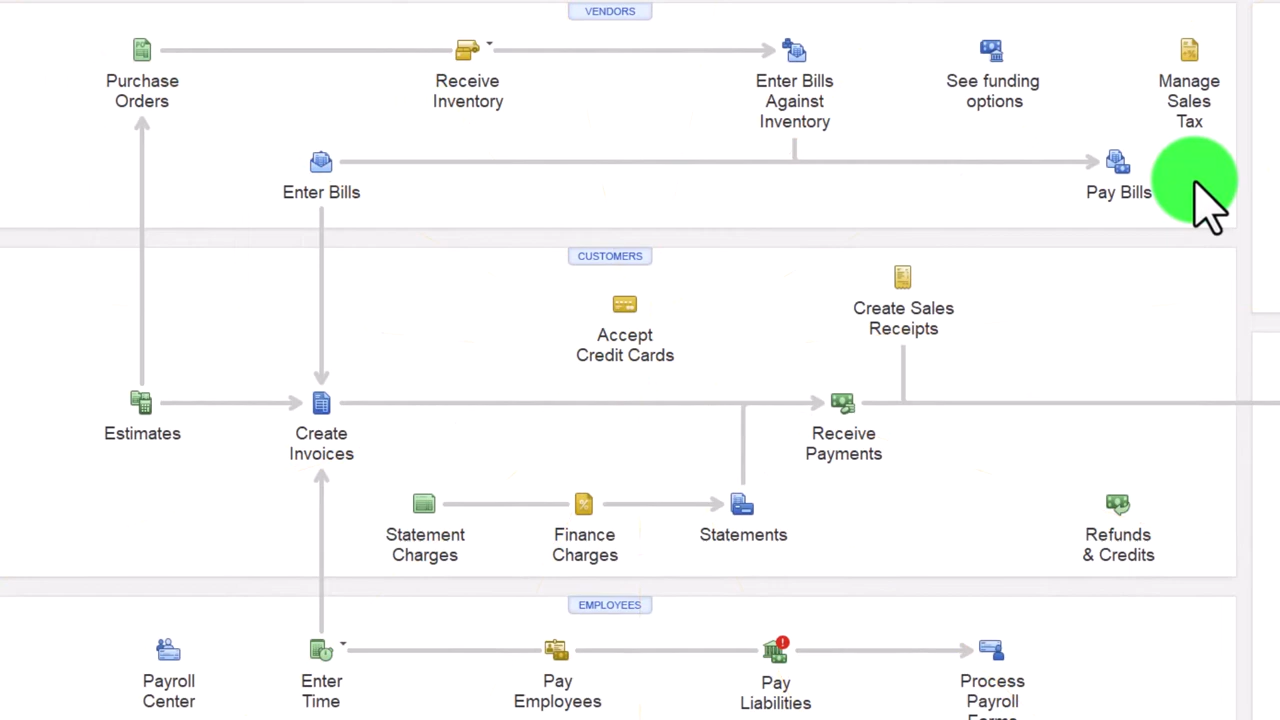 VENDORS
Purchase
Orders
Receive
Inventory
Enter Bills
Against
Inventory
See funding
options
Manage
Sales
Tax
Enter Bills
Pay Bills
CUSTOMERS
Accept
Credit Cards
Create Sales
Receipts
Estimates
Create
Invoices
Receive
Payments
Statement
Charges
Finance
Charges
Statements
Refunds
& Credits
EMPLOYEES
Payroll
Center
Enter
Time
Pay
Employees
Pay
Liabilities
Process
Payroll
Forms